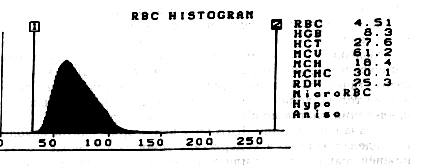 RBC HISTOGRAM
1
2
RBC 4.51
HGB 8.3
HCT 27.6
MCV 61.2
MCH 18.4
MCHC 30.1
RDW 25.3
MicroRBC
Hypo
Aniso
0 50 100 150 200 250